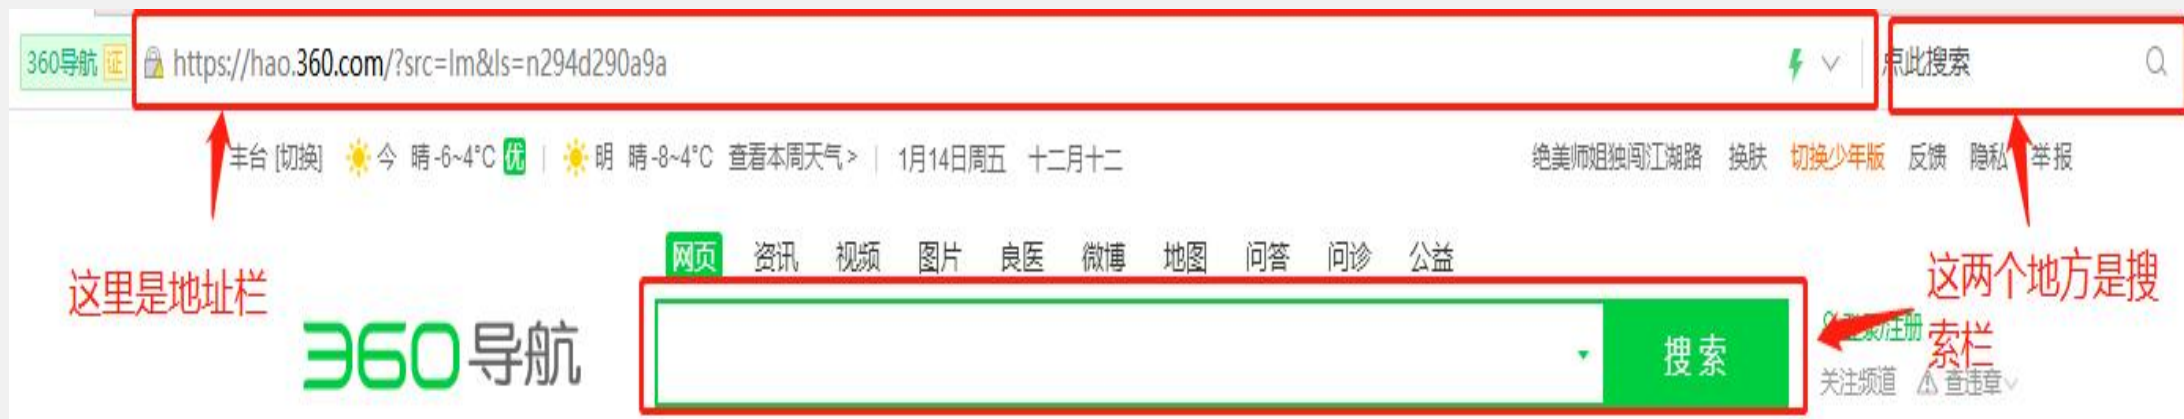 360导航 证 https://hao.360.com/?src=lm&ls=n294d290a9a 点此搜索
丰台 [切换] 今 晴 -6~4°C 优 | 明 晴 -8~4°C 查看本周天气 > | 1月14日周五 十二月十二 绝美师姐独闯江湖路 换肤 切换少年版 反馈 隐私 举报
网页 资讯 视频 图片 良医 微博 地图 问答 问诊 公益
这里是地址栏
这两个地方是搜
索栏
360导航
搜索
注册
关注频道 查违章